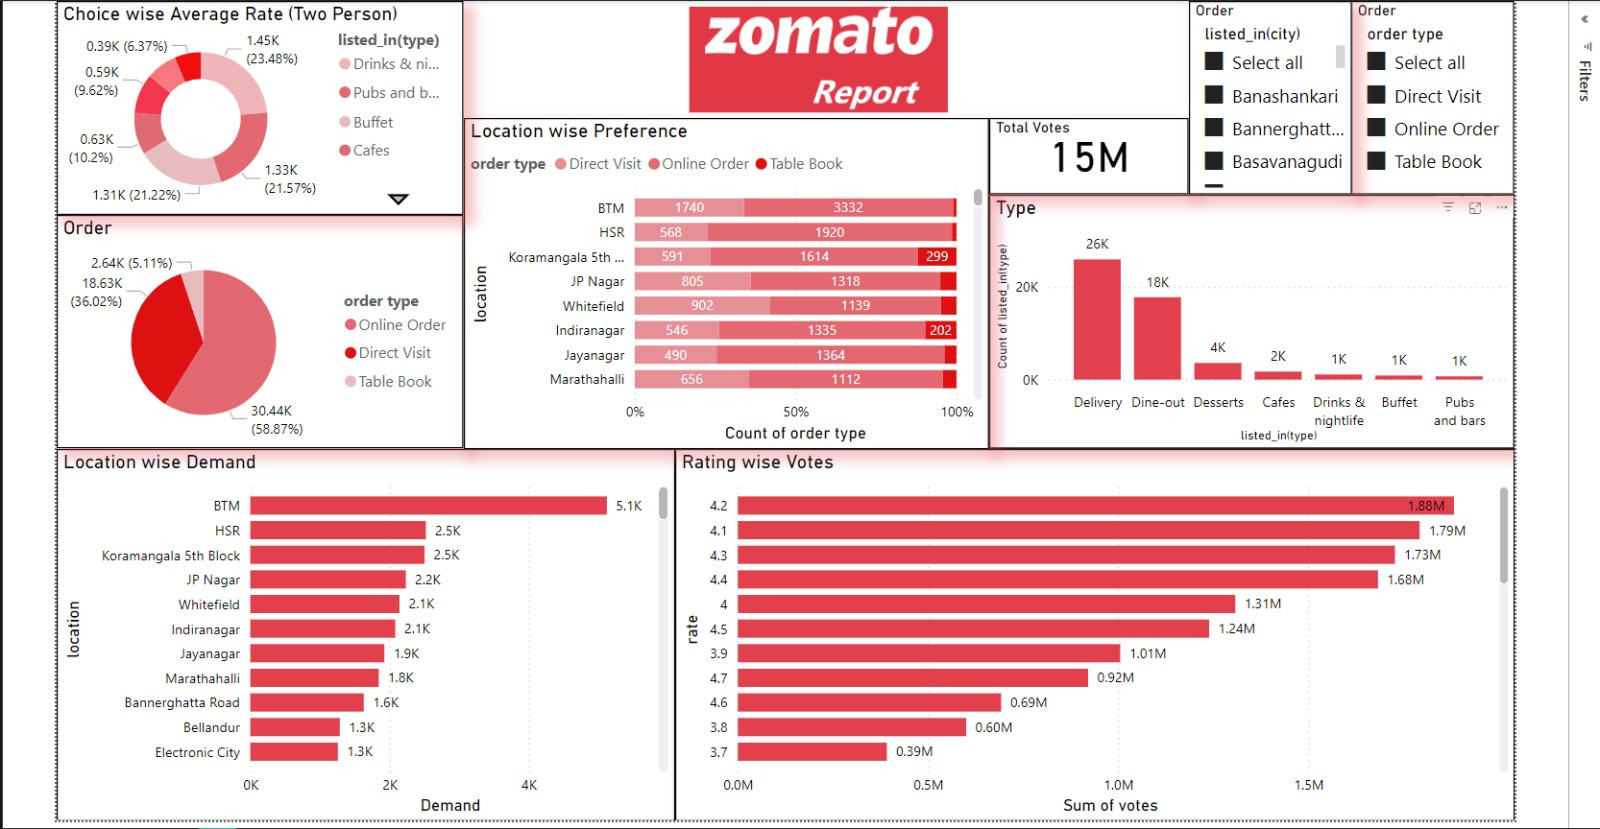 Choice wise Average Rate (Two Person)
0.39K (6.37%)
1.45K
(23.48%)
0.59K
(9.62%)
0.63K
(10.2%)
1.31K (21.22%)
1.33K
(21.57%)
listed_in(type)
Drinks & ni...
Pubs and b...
Buffet
Cafes
zomato
Report
Order
listed_in(city)
Select all
Banashankari
Bannerghatt...
Basavanagudi
Order
order type
Select all
Direct Visit
Online Order
Table Book
Filters
Order
2.64K (5.11%)
18.63K
(36.02%)
30.44K
(58.87%)
order type
Online Order
Direct Visit
Table Book
Location wise Preference
order type Direct Visit Online Order Table Book
location
BTM 1740 3332
HSR 568 1920
Koramangala 5th ... 591 1614 299
JP Nagar 805 1318
Whitefield 902 1139
Indiranagar 546 1335 202
Jayanagar 490 1364
Marathahalli 656 1112
0% 50% 100%
Count of order type
Total Votes
15M
Type
Count of listed_in(type)
20K
0K
26K
18K
4K
2K
1K
1K
1K
Delivery Dine-out Desserts Cafes Drinks & Buffet Pubs
nightlife and bars
listed_in(type)
Location wise Demand
location
BTM 5.1K
HSR 2.5K
Koramangala 5th Block 2.5K
JP Nagar 2.2K
Whitefield 2.1K
Indiranagar 2.1K
Jayanagar 1.9K
Marathahalli 1.8K
Bannerghatta Road 1.6K
Bellandur 1.3K
Electronic City 1.3K
0K 2K 4K
Demand
Rating wise Votes
rate
4.2 1.88M
4.1 1.79M
4.3 1.73M
4.4 1.68M
4 1.31M
4.5 1.24M
3.9 1.01M
4.7 0.92M
4.6 0.69M
3.8 0.60M
3.7 0.39M
0.0M 0.5M 1.0M 1.5M
Sum of votes